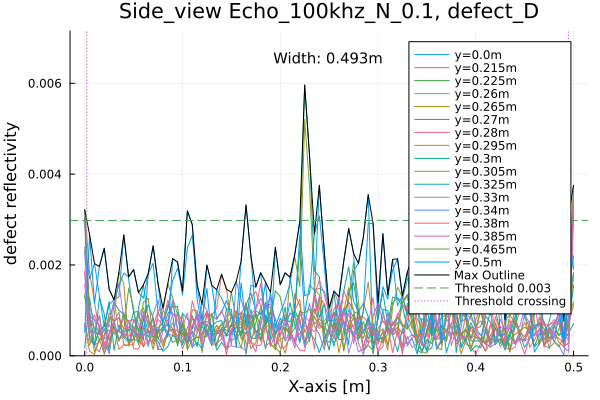 Side_view Echo_100khz_N_0.1, defect_D
Width: 0.493m
defect reflectivity
0.006
0.004
0.002
0.000
0.0
0.1
0.2
0.3
0.4
0.5
X-axis [m]
y=0.0m
y=0.215m
y=0.225m
y=0.26m
y=0.265m
y=0.27m
y=0.28m
y=0.295m
y=0.3m
y=0.305m
y=0.325m
y=0.33m
y=0.34m
y=0.38m
y=0.385m
y=0.465m
y=0.5m
Max Outline
Threshold 0.003
Threshold crossing